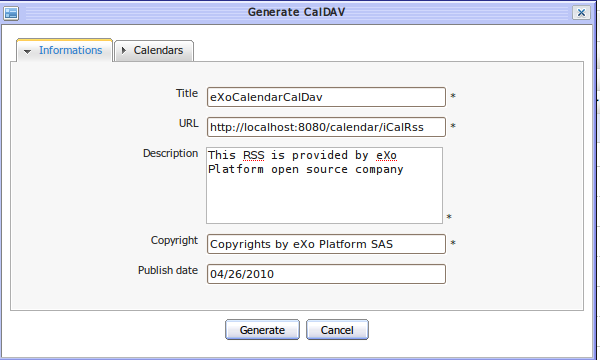 Generate CalDAV
Informations Calendars
Title eXoCalendarCalDav *
URL http://localhost:8080/calendar/iCalRss *
Description This RSS is provided by eXo
Platform open source company
*
Copyright Copyrights by eXo Platform SAS *
Publish date 04/26/2010
Generate Cancel